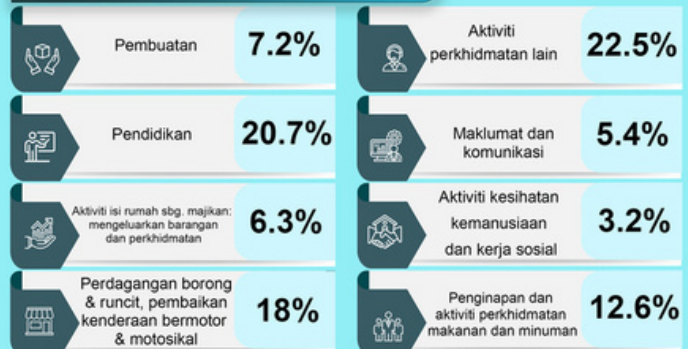 Pembuatan
7.2%
Pendidikan
20.7%
Aktiviti isi rumah sbg. majikan:
mengeluarkan barangan
dan perkhidmatan
6.3%
Perdagangan borong
& runcit, pembaikan
kenderaan bermotor
& motosikal
18%
Aktiviti
perkhidmatan lain
22.5%
Maklumat dan
komunikasi
5.4%
Aktiviti kesihatan
kemanusiaan
dan kerja sosial
3.2%
Penginapan dan
aktiviti perkhidmatan
makanan dan minuman
12.6%